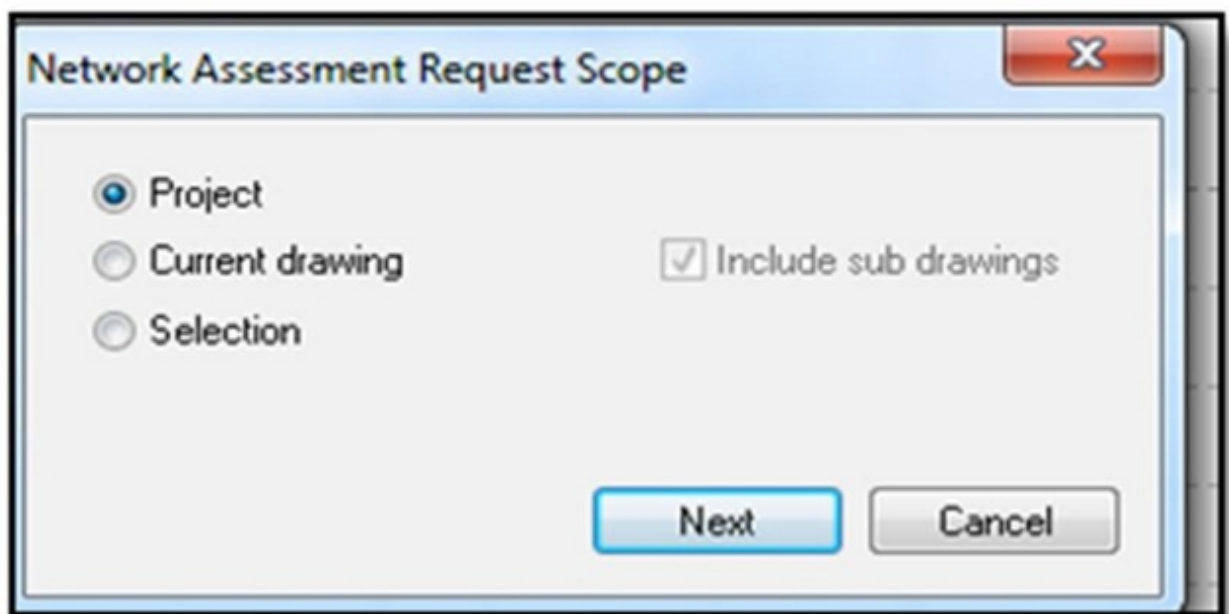 Network Assessment Request Scope
Project
Current drawing
Include sub drawings
Selection
Next
Cancel